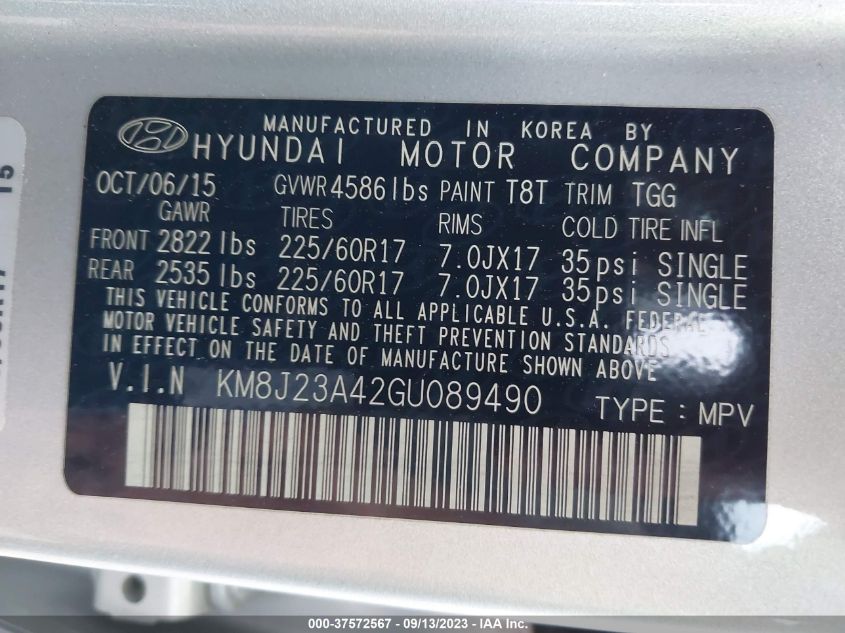 MANUFACTURED IN KOREA BY
HYUNDAI MOTOR COMPANY
OCT/06/15 GVWR 4586lbs PAINT T8T TRIM TGG
GAWR TIRES RIMS COLD TIRE INFL
FRONT 2822 lbs 225/60R17 7.0JX17 35psi SINGLE
REAR 2535 lbs 225/60R17 7.0JX17 35psi SINGLE
THIS VEHICLE CONFORMS TO ALL APPLICABLE U.S.A. FEDERAL
MOTOR VEHICLE SAFETY AND THEFT PREVENTION STANDARDS
IN EFFECT ON THE DATE OF MANUFACTURE SHOWN ABOVE
V.I.N KM8J23A42GU089490 TYPE : MPV
000-37572567 - 09/13/2023 - IAA Inc.